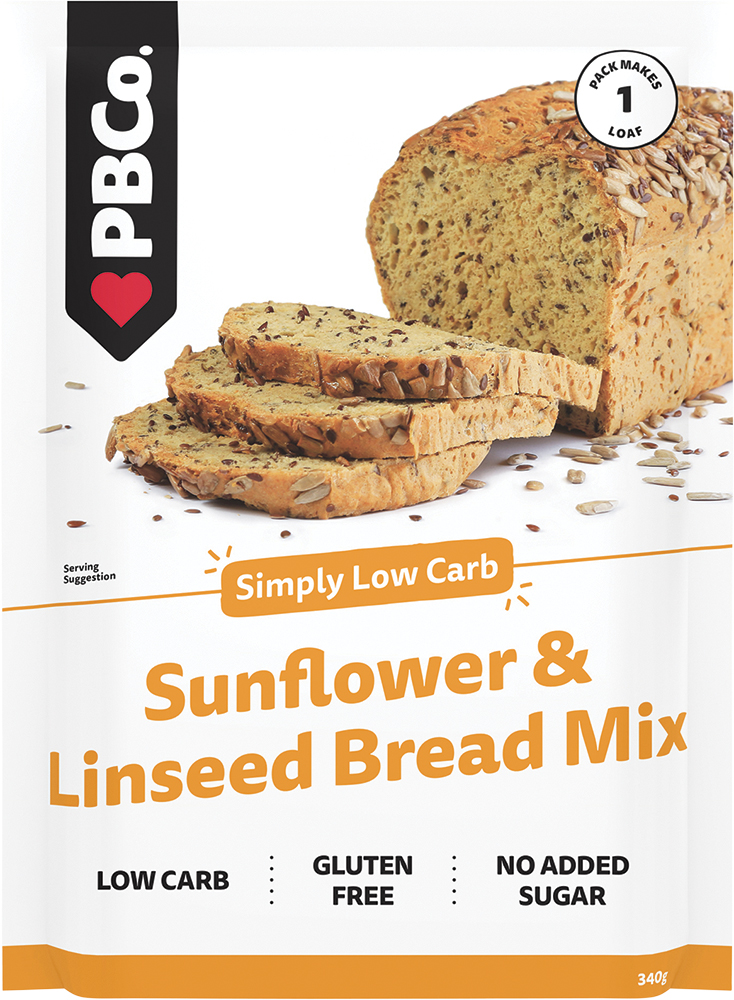 PBCo.
PACK MAKES
1
LOAF
Serving
Suggestion
Simply Low Carb
Sunflower &
Linseed Bread Mix
LOW CARB
GLUTEN
FREE
NO ADDED
SUGAR
340g